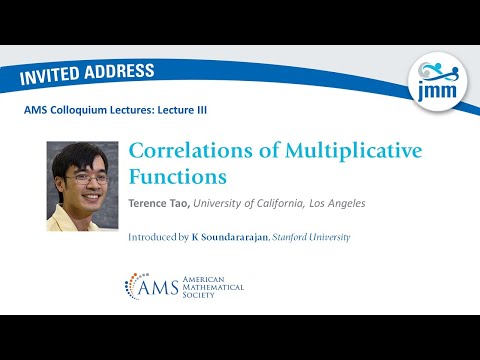 INVITED ADDRESS
jmm
AMS Colloquium Lectures: Lecture III
Correlations of Multiplicative
Functions
Terence Tao, University of California, Los Angeles
Introduced by K Soundararajan, Stanford University
AMS
AMERICAN
MATHEMATICAL
SOCIETY